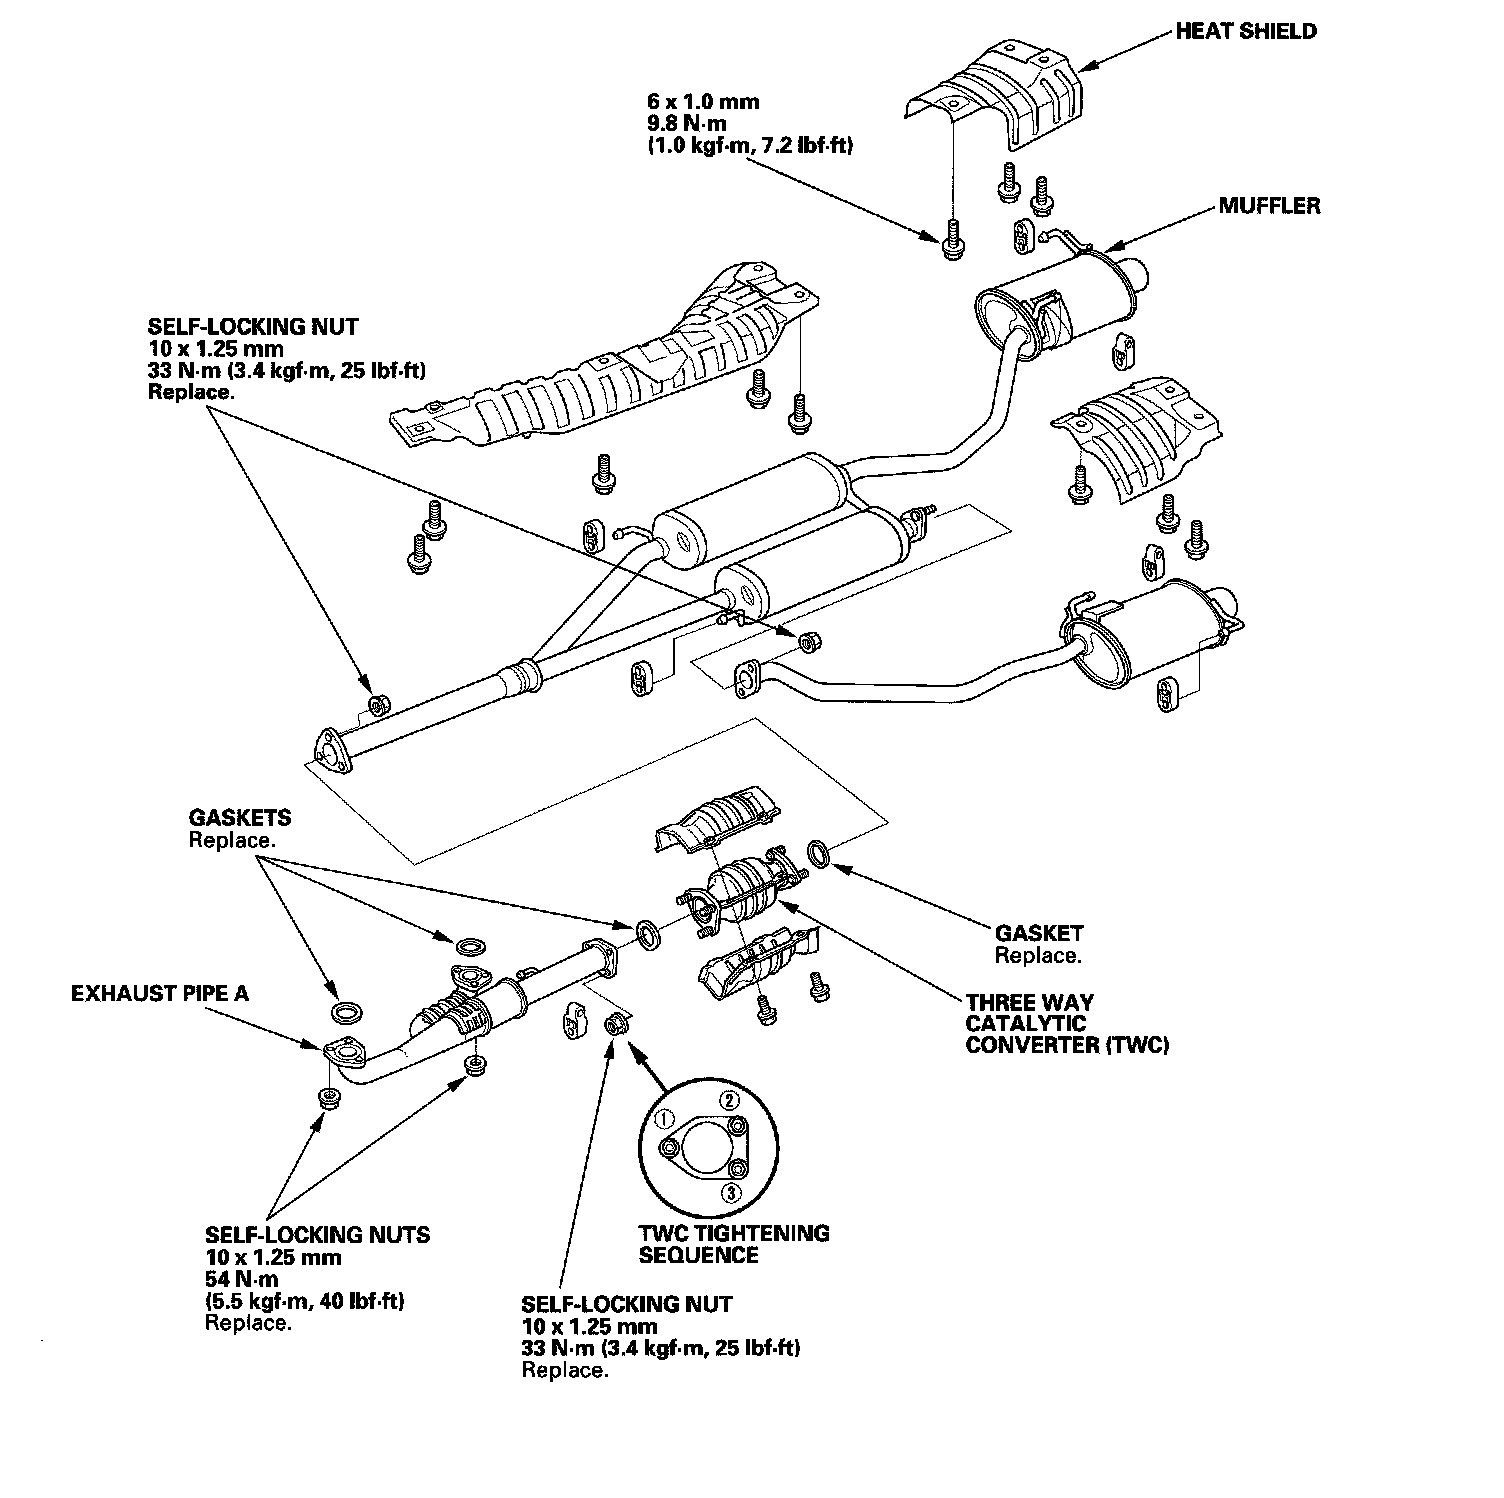 HEAT SHIELD
6 x 1.0 mm
9.8 N·m
(1.0 kgf·m, 7.2 lbf·ft)
MUFFLER
SELF-LOCKING NUT
10 x 1.25 mm
33 N·m (3.4 kgf·m, 25 lbf·ft)
Replace.
GASKETS
Replace.
GASKET
Replace.
EXHAUST PIPE A
THREE WAY
CATALYTIC
CONVERTER (TWC)
1
2
3
TWC TIGHTENING
SEQUENCE
SELF-LOCKING NUTS
10 x 1.25 mm
54 N·m
(5.5 kgf·m, 40 lbf·ft)
Replace.
SELF-LOCKING NUT
10 x 1.25 mm
33 N·m (3.4 kgf·m, 25 lbf·ft)
Replace.